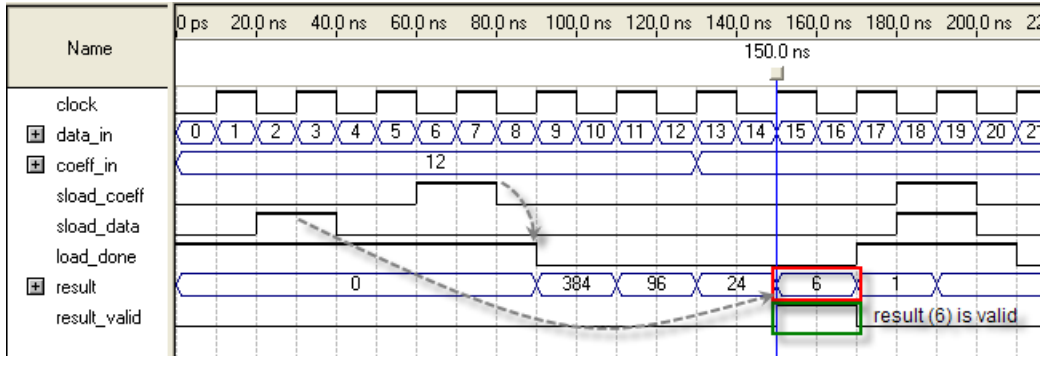 0 ps 20.0 ns 40.0 ns 60.0 ns 80.0 ns 100.0 ns 120.0 ns 140.0 ns 160.0 ns 180.0 ns 200.0 ns
Name
150.0 ns
clock
data_in 0 1 2 3 4 5 6 7 8 9 10 11 12 13 14 15 16 17 18 19 20
coeff_in 12
sload_coeff
sload_data
load_done
result 0 384 96 24 6 1
result_valid result (6) is valid